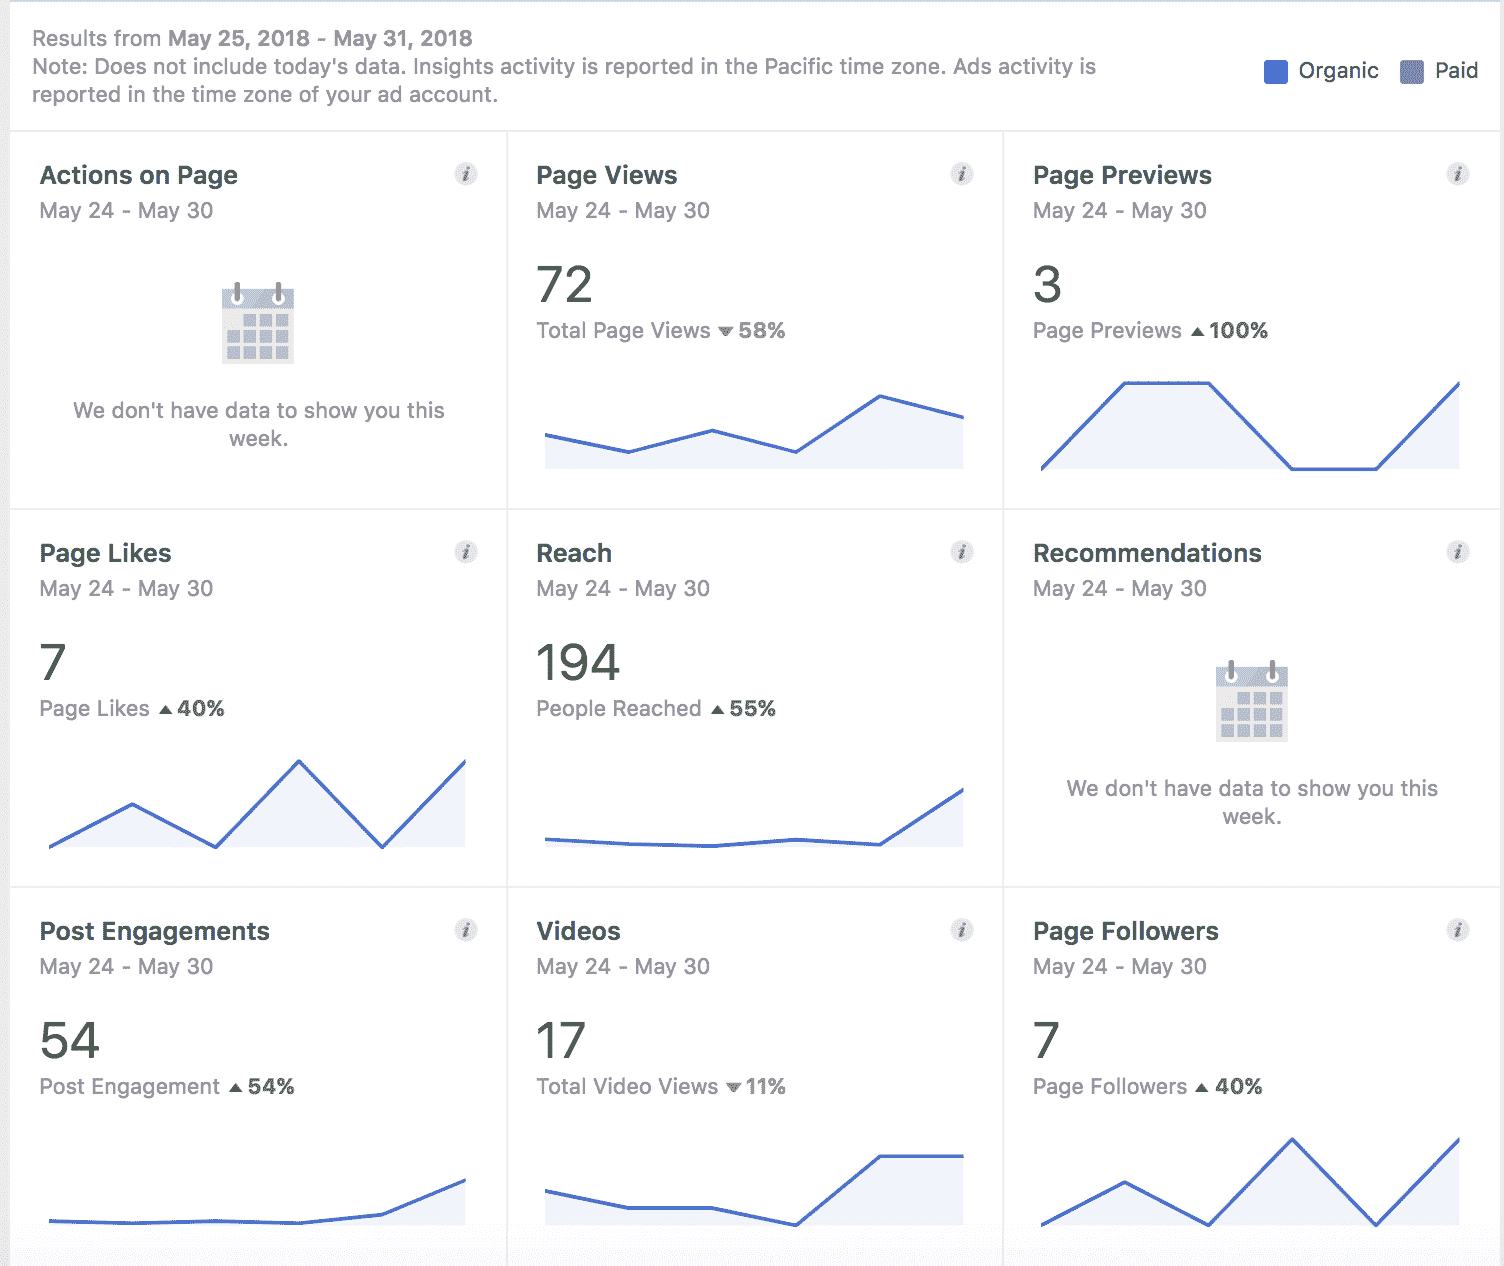 Results from May 25, 2018 - May 31, 2018
Note: Does not include today's data. Insights activity is reported in the Pacific time zone. Ads activity is
reported in the time zone of your ad account.
Organic
Paid
Actions on Page
May 24 - May 30
We don't have data to show you this
week.
Page Views
May 24 - May 30
72
Total Page Views ▼ 58%
Page Previews
May 24 - May 30
3
Page Previews ▲ 100%
Page Likes
May 24 - May 30
7
Page Likes ▲ 40%
Reach
May 24 - May 30
194
People Reached ▲ 55%
Recommendations
May 24 - May 30
We don't have data to show you this
week.
Post Engagements
May 24 - May 30
54
Post Engagement ▲ 54%
Videos
May 24 - May 30
17
Total Video Views ▼ 11%
Page Followers
May 24 - May 30
7
Page Followers ▲ 40%